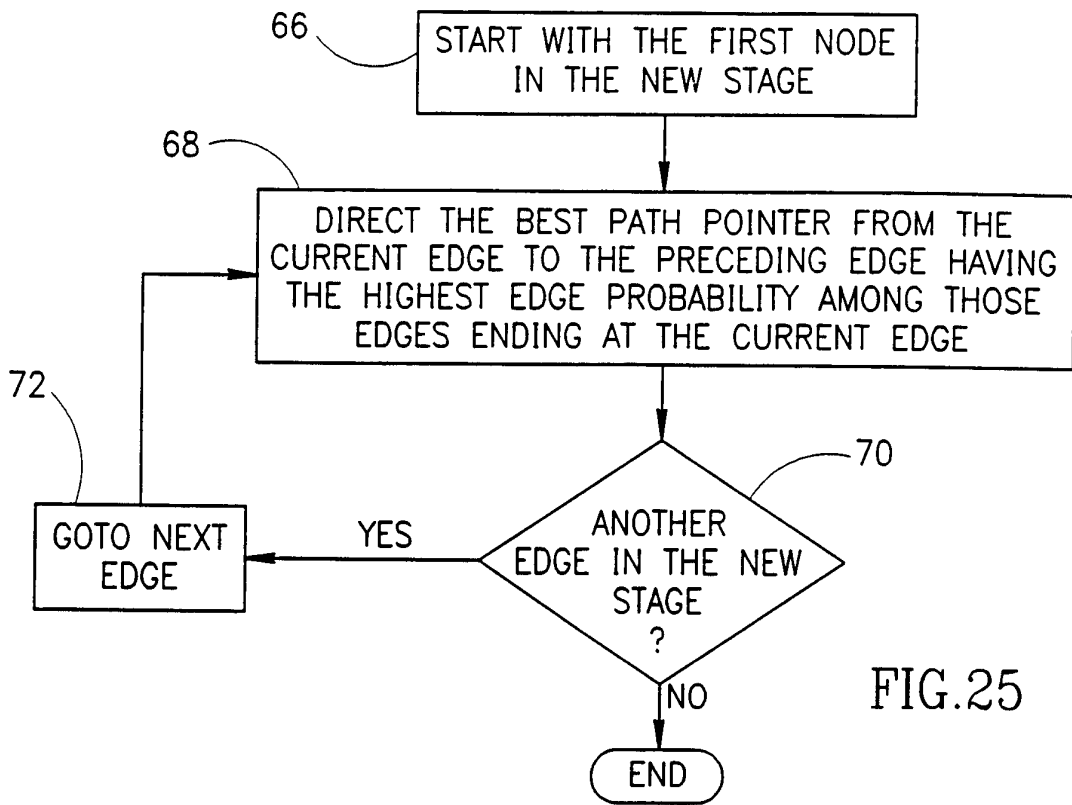 66
START WITH THE FIRST NODE
IN THE NEW STAGE
68
DIRECT THE BEST PATH POINTER FROM THE
CURRENT EDGE TO THE PRECEDING EDGE HAVING
THE HIGHEST EDGE PROBABILITY AMONG THOSE
EDGES ENDING AT THE CURRENT EDGE
72
GOTO NEXT
EDGE
YES
70
ANOTHER
EDGE IN THE NEW
STAGE
?
NO
END
FIG.25